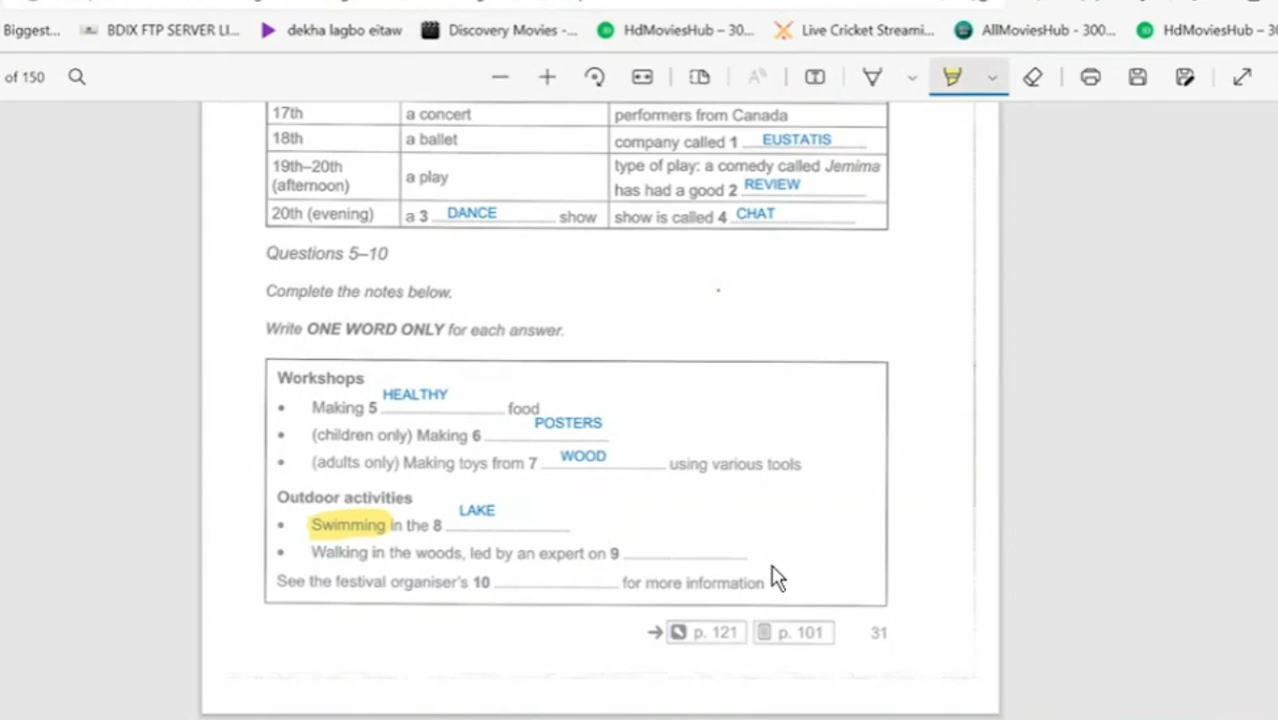 Biggest... BDIX FTP SERVER LI... dekha lagbo eitaw Discovery Movies -... HdMoviesHub – 30... Live Cricket Streami... AllMoviesHub - 300... HdMoviesHub – 3
of 150
17th a concert performers from Canada
18th a ballet company called 1 EUSTATIS
19th–20th (afternoon) a play type of play: a comedy called Jemima
has had a good 2 REVIEW
20th (evening) a 3 DANCE show show is called 4 CHAT
Questions 5–10
Complete the notes below.
Write ONE WORD ONLY for each answer.
Workshops
• Making 5 HEALTHY food
• (children only) Making 6 POSTERS
• (adults only) Making toys from 7 WOOD using various tools
Outdoor activities
• Swimming in the 8 LAKE
• Walking in the woods, led by an expert on 9
See the festival organiser's 10 for more information
p. 121 p. 101 31